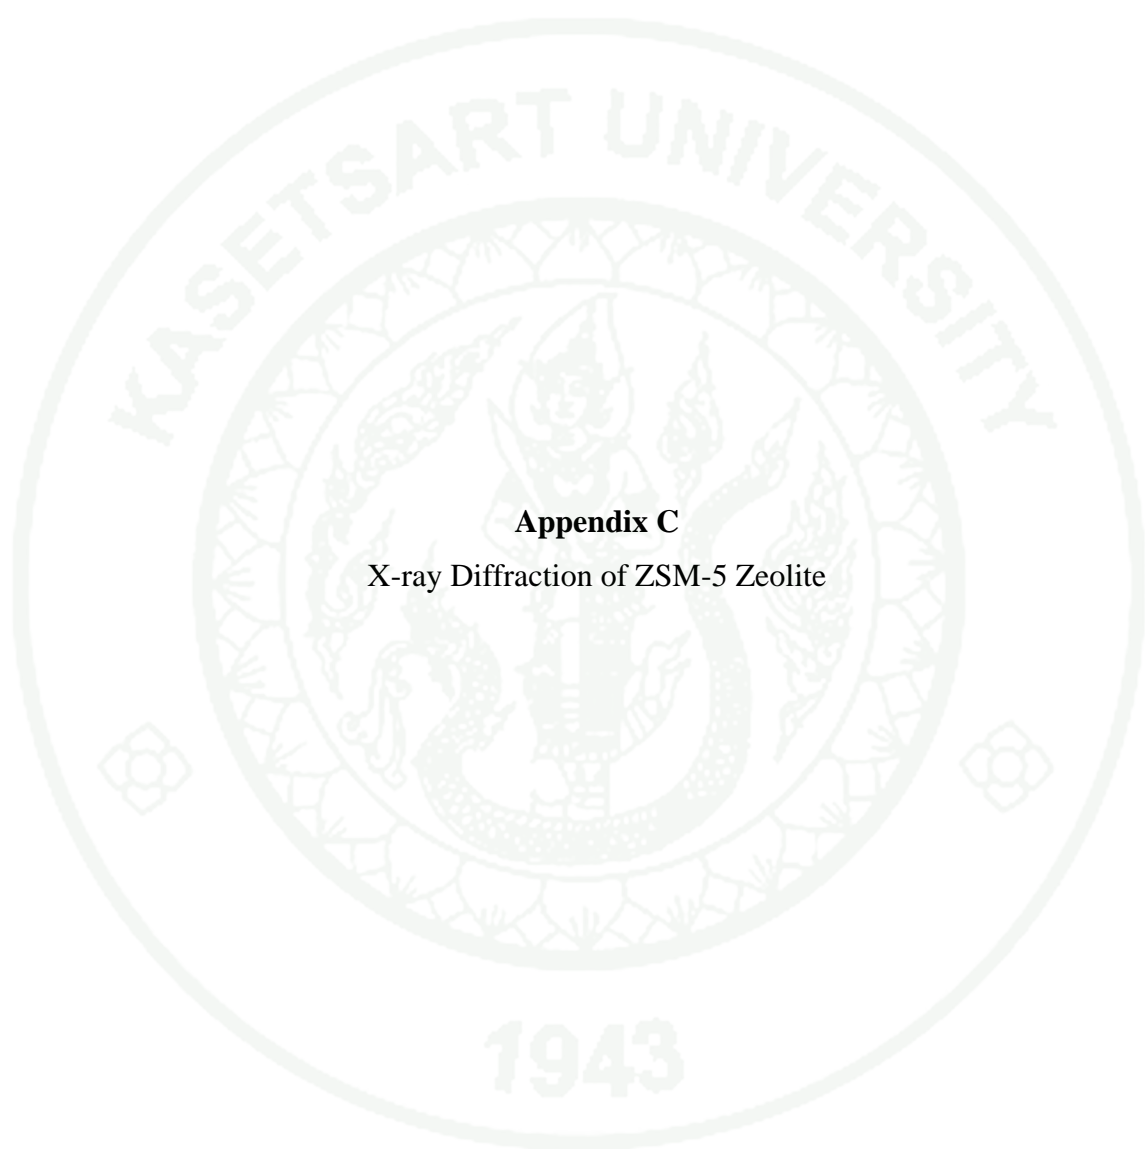 KASETSART UNIVERSITY
Appendix C
X-ray Diffraction of ZSM-5 Zeolite
1943